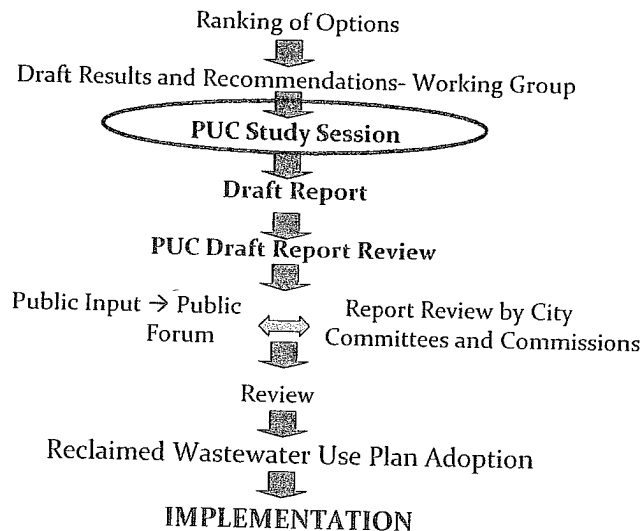 Ranking of Options
Draft Results and Recommendations- Working Group
PUC Study Session
Draft Report
PUC Draft Report Review
Public Input → Public
Forum
Report Review by City
Committees and Commissions
Review
Reclaimed Wastewater Use Plan Adoption
IMPLEMENTATION